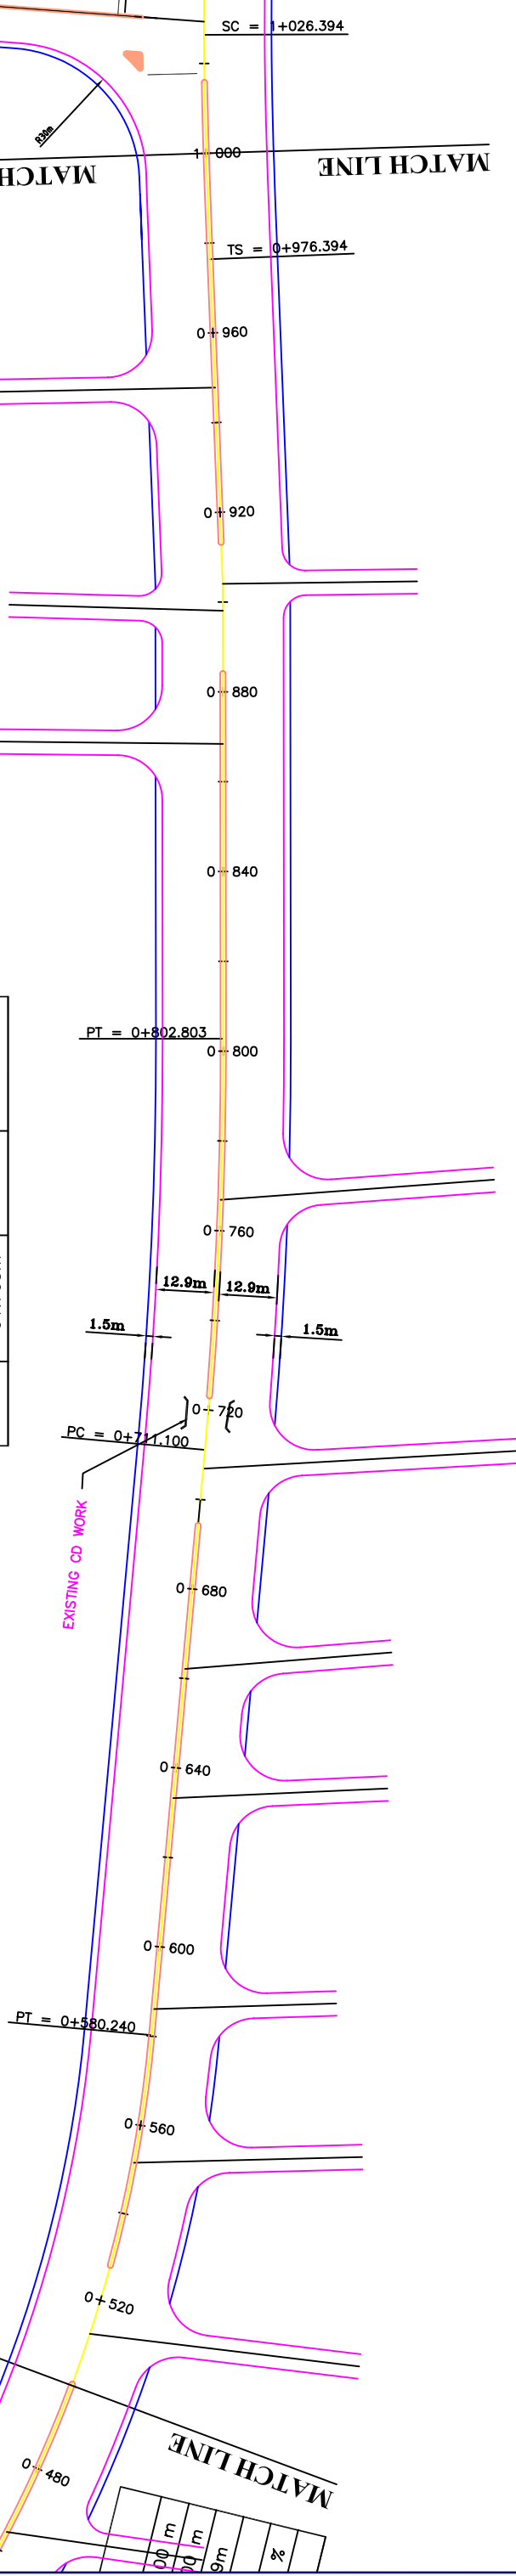 SC = 1+026.394
R30m
1+000
MATCH LINE
MATCH
TS = 0+976.394
0+960
0+920
0+880
0+840
PT = 0+802.803
0+800
0+760
12.9m
12.9m
1.5m
1.5m
0+720
PC = 0+711.100
EXISTING CD WORK
0+680
0+640
0+600
PT = 0+580.240
0+560
0+520
MATCH LINE
0+480
00 m
00 m
9m
%